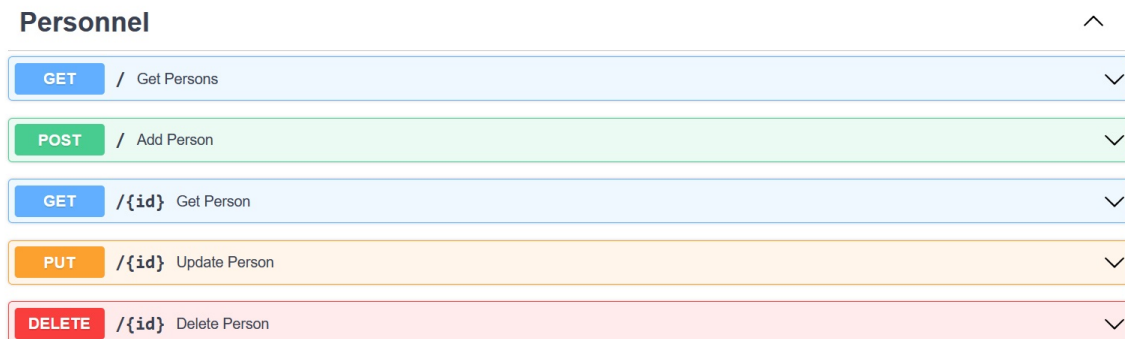 Personnel
GET / Get Persons
POST / Add Person
GET /{id} Get Person
PUT /{id} Update Person
DELETE /{id} Delete Person